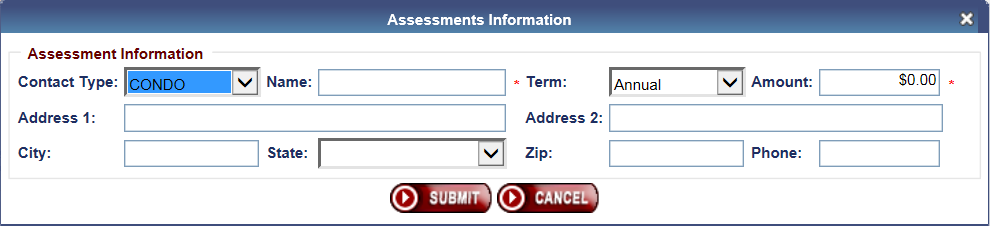 Assessments Information
Assessment Information
Contact Type: CONDO Name: * Term: Annual Amount: $0.00 *
Address 1: Address 2:
City: State: Zip: Phone:
SUBMIT CANCEL